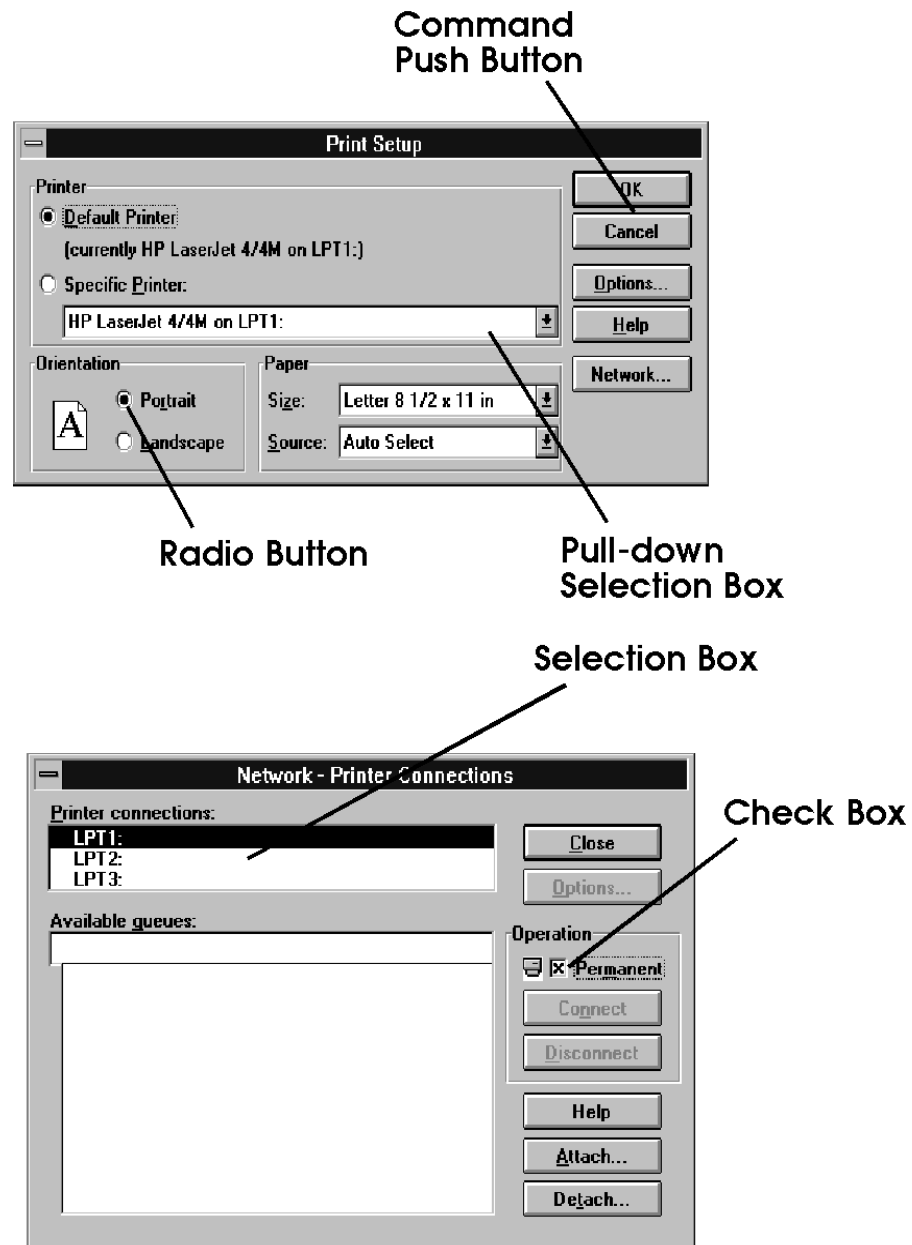 Command
Push Button
Print Setup
Printer
Default Printer
(currently HP LaserJet 4/4M on LPT1:)
Specific Printer:
HP LaserJet 4/4M on LPT1:
OK
Cancel
Options...
Help
Network...
Orientation
A
Portrait
Landscape
Paper
Size: Letter 8 1/2 x 11 in
Source: Auto Select
Radio Button
Pull-down
Selection Box
Selection Box
Network - Printer Connections
Printer connections:
LPT1:
LPT2:
LPT3:
Check Box
Close
Options...
Available queues:
Operation
Permanent
Connect
Disconnect
Help
Attach...
Detach...